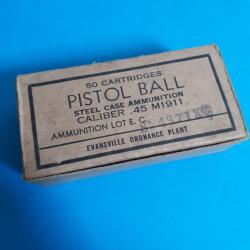 50 CARTRIDGES
PISTOL BALL
STEEL CASE AMMUNITION
CALIBER .45 M1911
AMMUNITION LOT E. C.
EVANSVILLE ORDNANCE PLANT